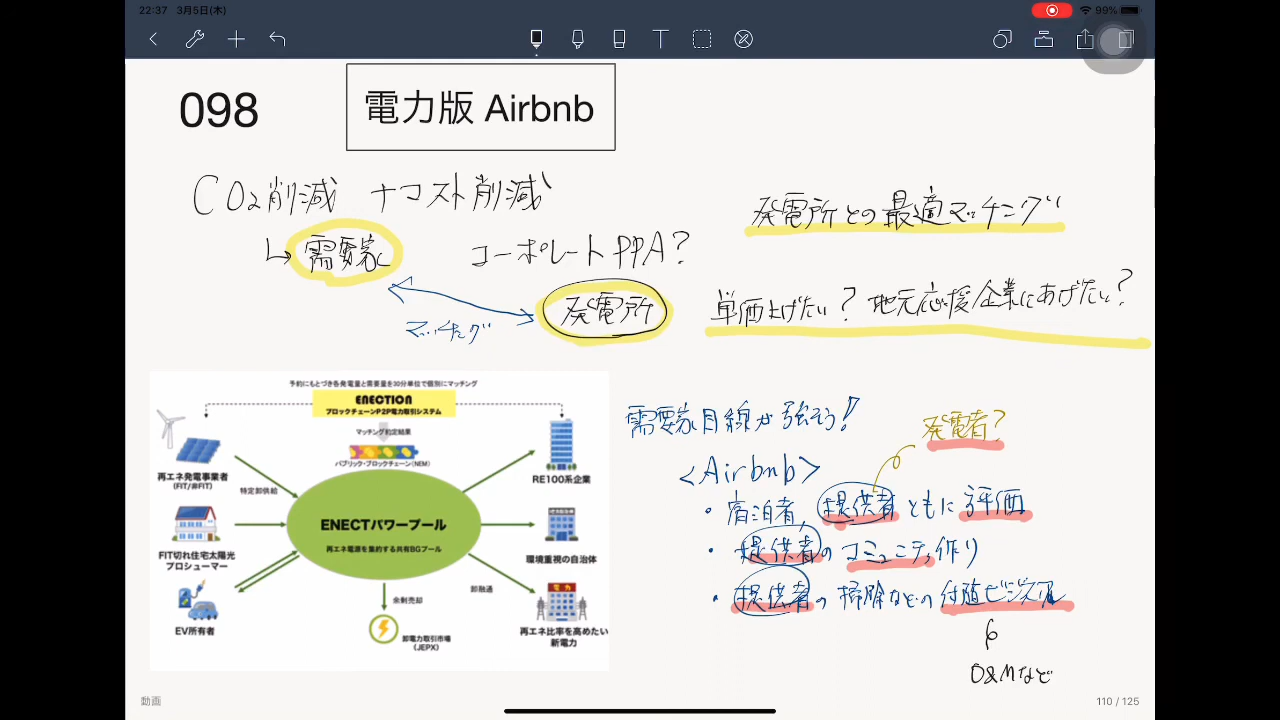 22:37 3月5日(木)
99%
098
電力版 Airbnb
CO2削減 ナコスト削減
↳需要家
コーポレートPPA?
マッチング
発電所
発電所との最適マッチング
単価上げたい? 地元応援企業にあげたい?
予約にもとづき各発電量と需要量を30分単位で個別にマッチング
ENECTION
ブロックチェーンP2P電力取引システム
マッチング約定結果
パブリック・ブロックチェーン(NEM)
再エネ発電事業者
(FIT/非FIT)
特定卸供給
RE100系企業
ENECTパワープール
再エネ電源を集約する共有BGプール
FIT切れ住宅太陽光
プロシューマー
環境重視の自治体
EV所有者
余剰売却
卸電力取引市場
(JEPX)
卸融通
電力
再エネ比率を高めたい
新電力
需要家目線が強そう!
発電者?
<Airbnb>
・宿泊者、提供者ともに評価
・提供者のコミュニティ作り
・提供者の掃除などの付随ビジネス
O&Mなど
動画
110 / 125